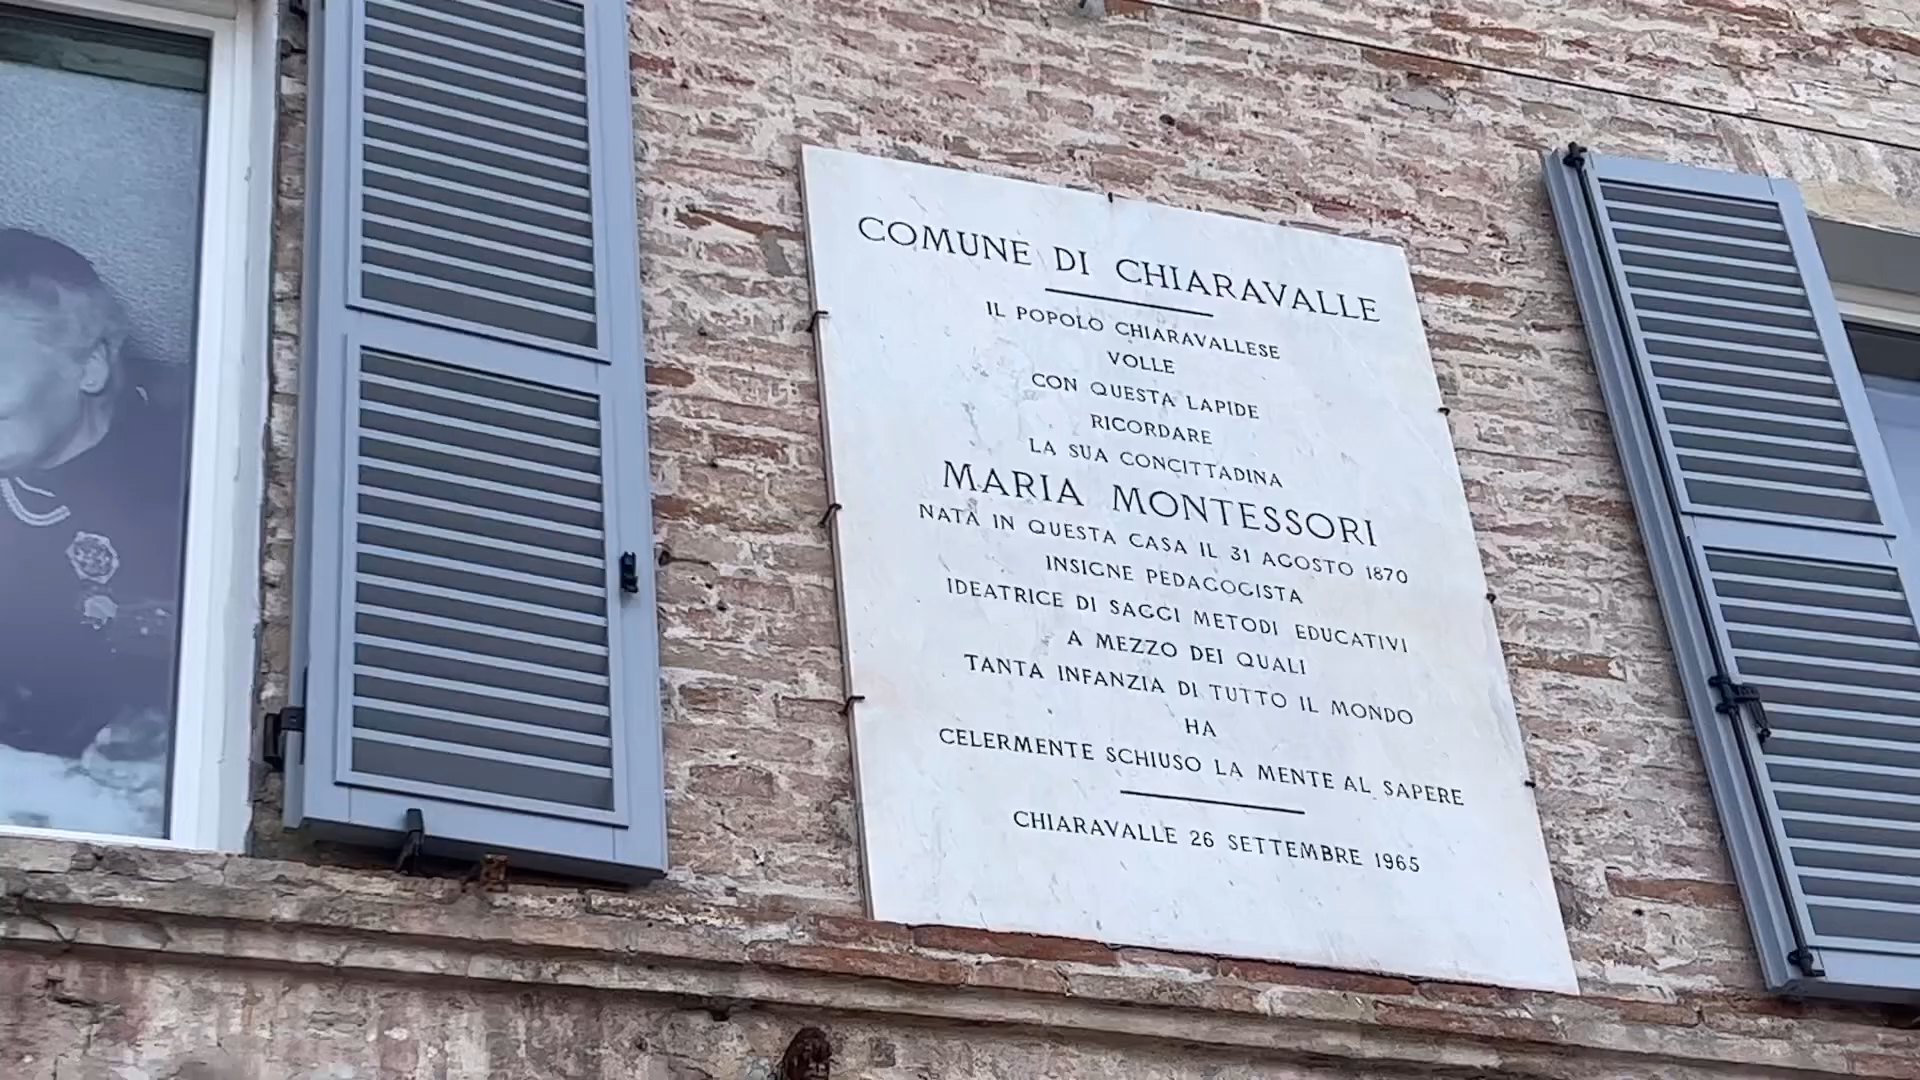 COMUNE DI CHIARAVALLE
IL POPOLO CHIARAVALLESE
VOLLE
CON QUESTA LAPIDE
RICORDARE
LA SUA CONCITTADINA
MARIA MONTESSORI
NATA IN QUESTA CASA IL 31 AGOSTO 1870
INSIGNE PEDAGOGISTA
IDEATRICE DI SAGGI METODI EDUCATIVI
A MEZZO DEI QUALI
TANTA INFANZIA DI TUTTO IL MONDO
HA
CELERMENTE SCHIUSO LA MENTE AL SAPERE
CHIARAVALLE 26 SETTEMBRE 1965